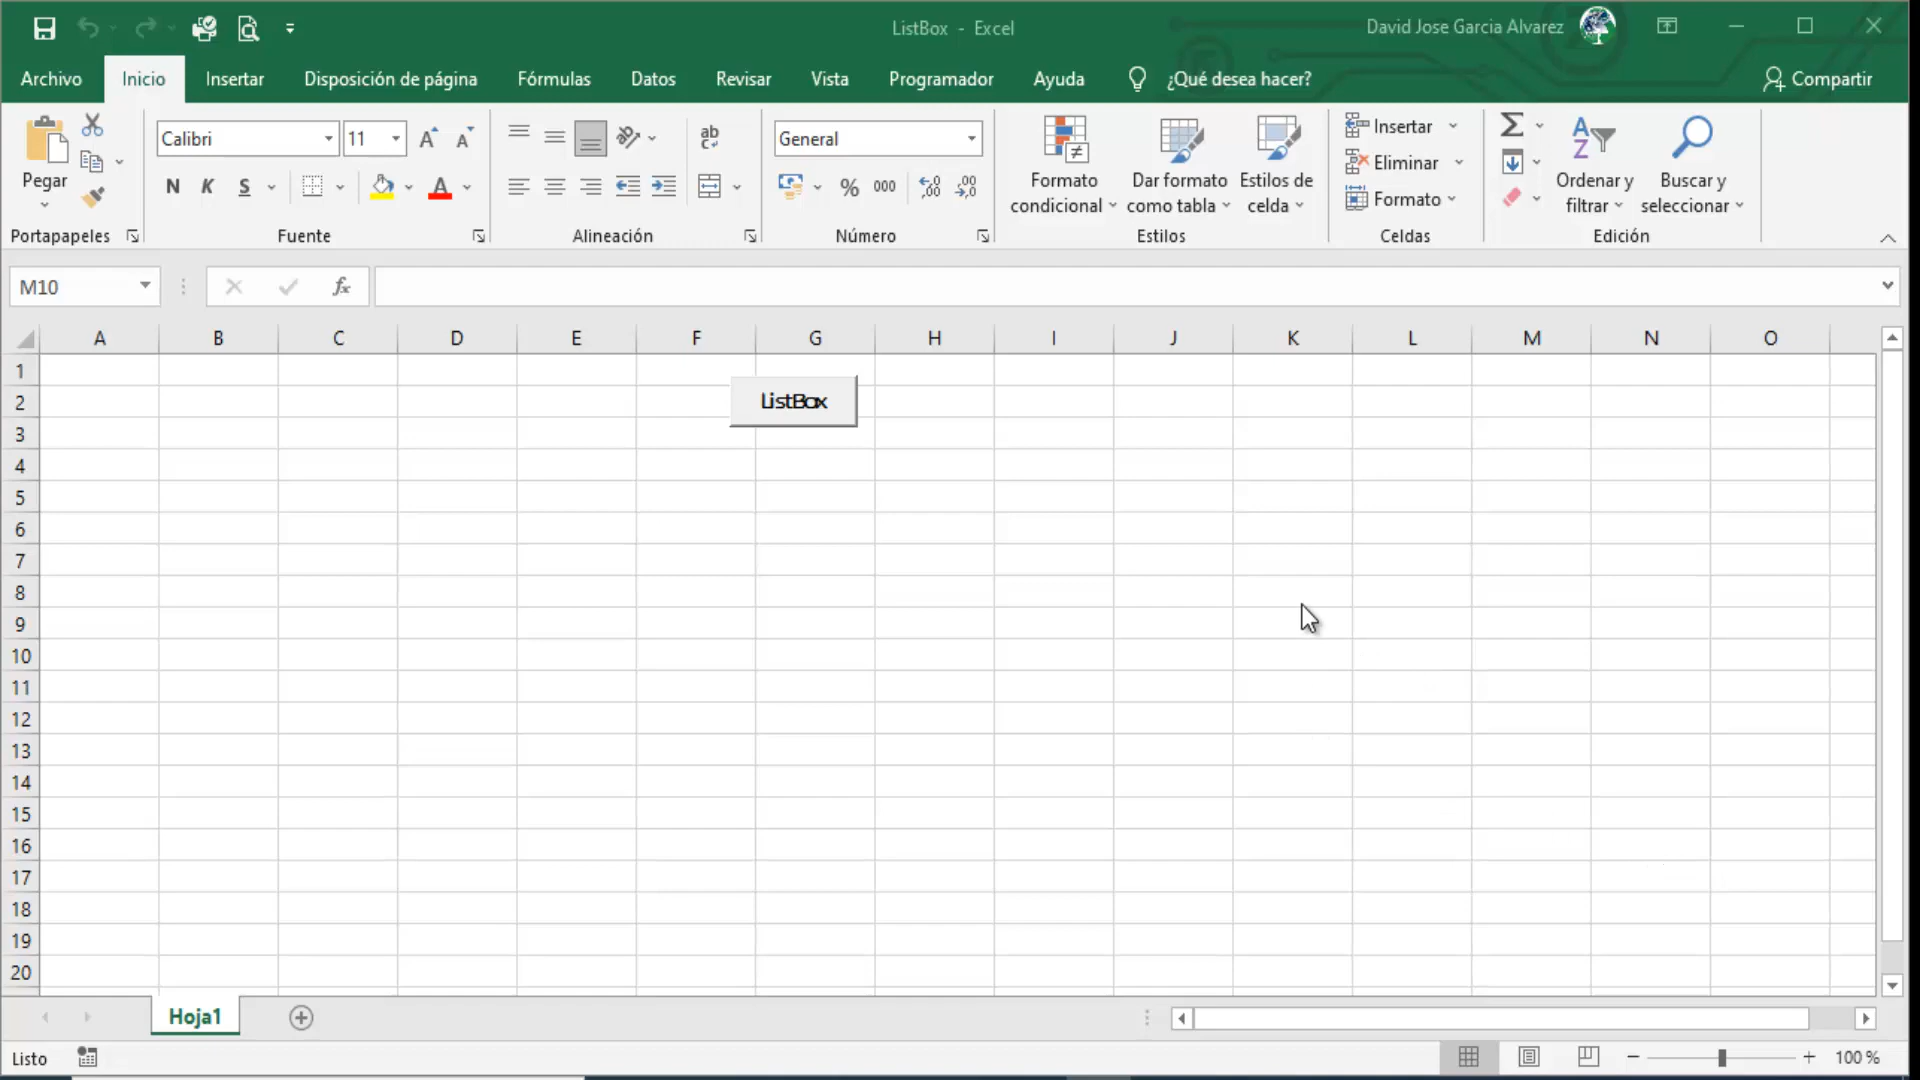 ListBox - Excel
David Jose Garcia Alvarez
Archivo Inicio Insertar Disposición de página Fórmulas Datos Revisar Vista Programador Ayuda ¿Qué desea hacer? Compartir
Calibri 11 General
Insertar
Eliminar
Formato
Pegar
N K S
% 000
Formato condicional
Dar formato como tabla
Estilos de celda
Ordenar y filtrar
Buscar y seleccionar
Portapapeles Fuente Alineación Número Estilos Celdas Edición
M10 fx
A B C D E F G H I J K L M N O
1
2
ListBox
3
4
5
6
7
8
9
10
11
12
13
14
15
16
17
18
19
20
Hoja1
Listo
100 %